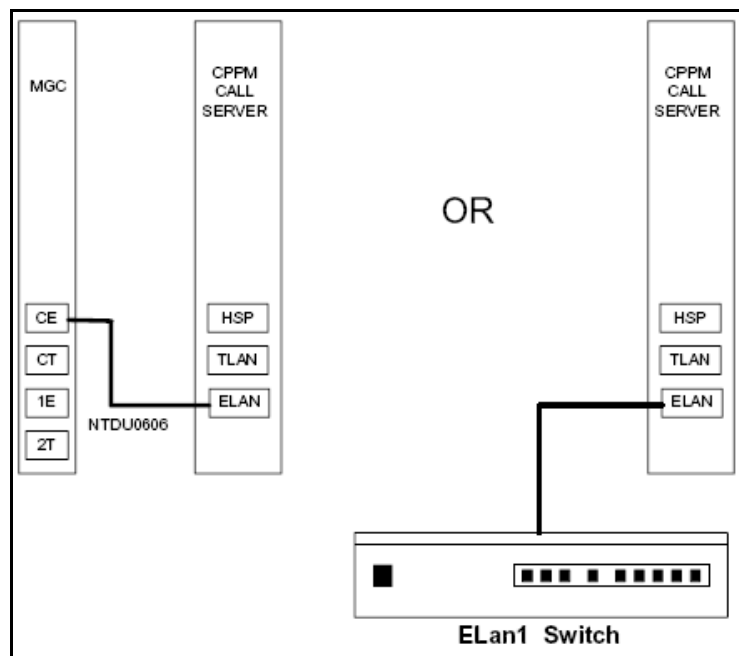 MGC
CPPM
CALL
SERVER
CE
CT
1E
2T
NTDU0606
HSP
TLAN
ELAN
OR
CPPM
CALL
SERVER
HSP
TLAN
ELAN
ELan1 Switch